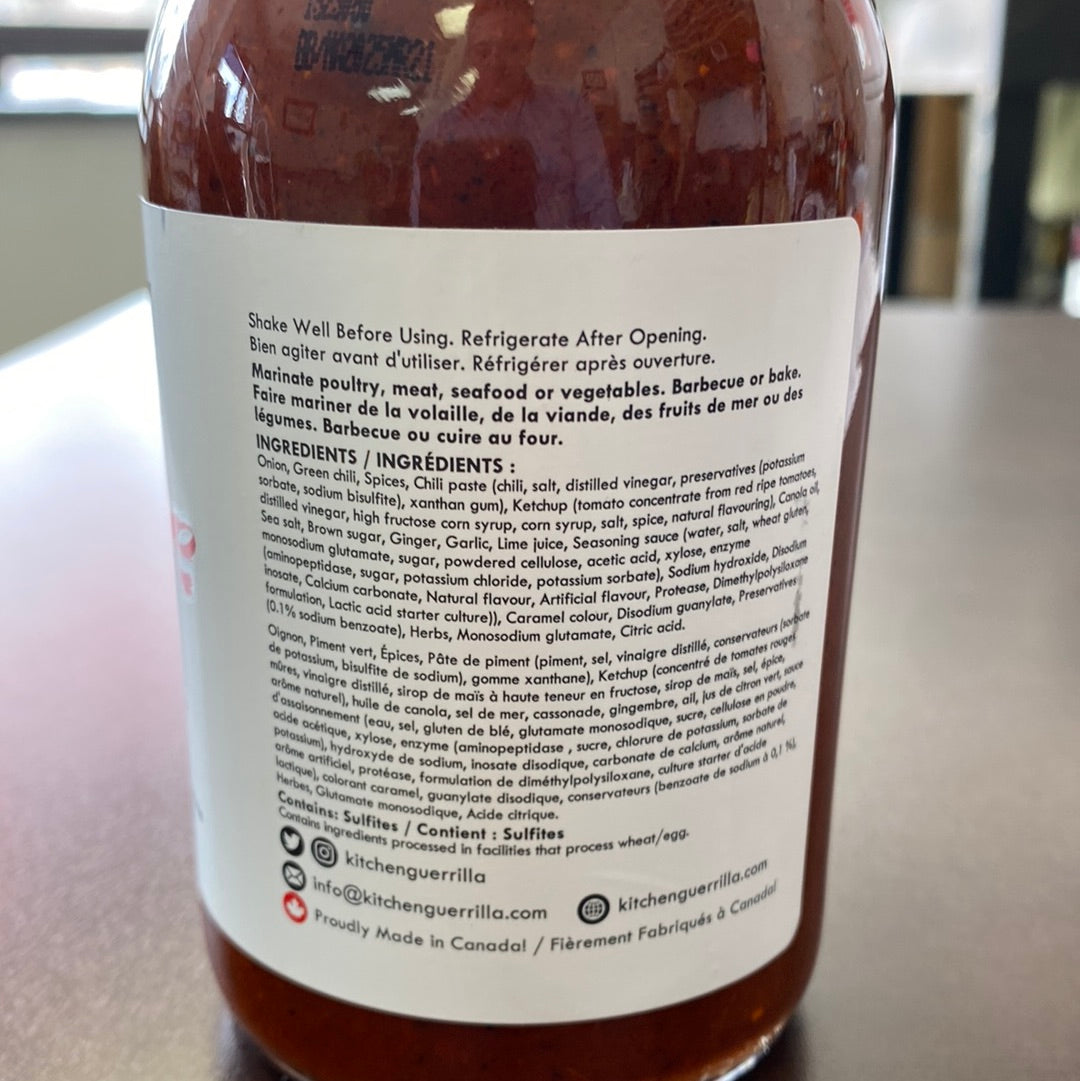 Shake Well Before Using. Refrigerate After Opening.
Bien agiter avant d'utiliser. Réfrigérer après ouverture.
Marinate poultry, meat, seafood or vegetables. Barbecue or bake.
Faire mariner de la volaille, de la viande, des fruits de mer ou des
légumes. Barbecue ou cuire au four.
INGREDIENTS / INGRÉDIENTS :
Onion, Green chili, Spices, Chili paste (chili, salt, distilled vinegar, preservatives (potassium
sorbate, sodium bisulfite), xanthan gum), Ketchup (tomato concentrate from red ripe tomatoes,
distilled vinegar, high fructose corn syrup, corn syrup, salt, spice, natural flavouring), Canola oil,
Sea salt, Brown sugar, Ginger, Garlic, Lime juice, Seasoning sauce (water, salt, wheat gluten,
monosodium glutamate, sugar, powdered cellulose, acetic acid, xylose, enzyme
(aminopeptidase, sugar, potassium chloride, potassium sorbate), Sodium hydroxide, Disodium
inosate, Calcium carbonate, Natural flavour, Artificial flavour, Protease, Dimethylpolysiloxane
formulation, Lactic acid starter culture)), Caramel colour, Disodium guanylate, Preservatives
(0.1% sodium benzoate), Herbs, Monosodium glutamate, Citric acid.
Oignon, Piment vert, Épices, Pâte de piment (piment, sel, vinaigre distillé, conservateurs (sorbate
de potassium, bisulfite de sodium), gomme xanthane), Ketchup (concentré de tomates rouges
mûres, vinaigre distillé, sirop de maïs à haute teneur en fructose, sirop de maïs, sel, épice,
arôme naturel), huile de canola, sel de mer, cassonade, gingembre, ail, jus de citron vert, sauce
d'assaisonnement (eau, sel, gluten de blé, glutamate monosodique, sucre, cellulose en poudre,
acide acétique, xylose, enzyme (aminopeptidase , sucre, chlorure de potassium, sorbate de
potassium), hydroxyde de sodium, inosate disodique, carbonate de calcium, arôme naturel,
arôme artificiel, protéase, formulation de diméthylpolysiloxane, culture starter d'acide
lactique), colorant caramel, guanylate disodique, conservateurs (benzoate de sodium à 0,1 %),
Herbes, Glutamate monosodique, Acide citrique.
Contains: Sulfites / Contient : Sulfites
Contains ingredients processed in facilities that process wheat/egg.
kitchenguerrilla
info@kitchenguerrilla.com
kitchenguerrilla.com
Proudly Made in Canada! / Fièrement Fabriqués à Canada!